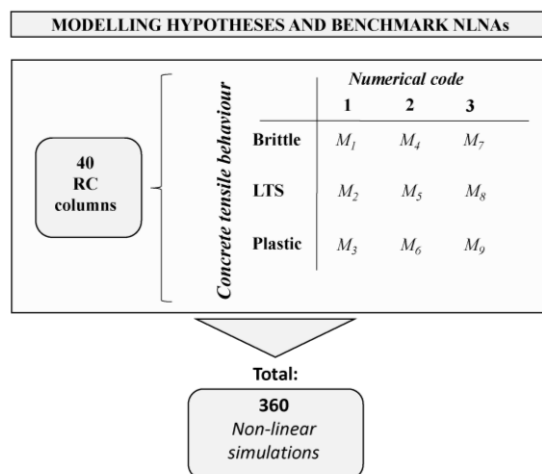 MODELLING HYPOTHESES AND BENCHMARK NLNAs
40
RC
columns
Concrete tensile behaviour
Numerical code
1 2 3
Brittle M₁ M₄ M₇
LTS M₂ M₅ M₈
Plastic M₃ M₆ M₉
Total:
360
Non-linear
simulations